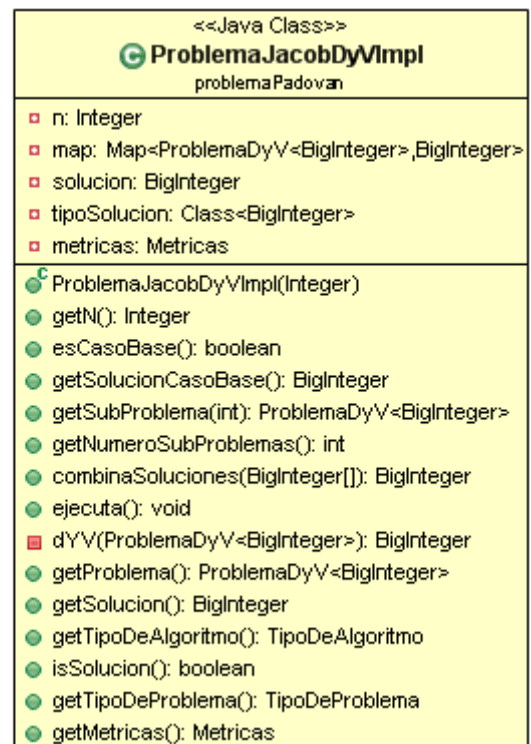 <<Java Class>>
C ProblemaJacobDyVImpl
problemaPadovan
n: Integer
map: Map<ProblemaDyV<BigInteger>,BigInteger>
solucion: BigInteger
tipoSolucion: Class<BigInteger>
metricas: Metricas
C ProblemaJacobDyVImpl(Integer)
getN(): Integer
esCasoBase(): boolean
getSolucionCasoBase(): BigInteger
getSubProblema(int): ProblemaDyV<BigInteger>
getNumeroSubProblemas(): int
combinaSoluciones(BigInteger[]): BigInteger
ejecuta(): void
dYV(ProblemaDyV<BigInteger>): BigInteger
getProblema(): ProblemaDyV<BigInteger>
getSolucion(): BigInteger
getTipoDeAlgoritmo(): TipoDeAlgoritmo
isSolucion(): boolean
getTipoDeProblema(): TipoDeProblema
getMetricas(): Metricas